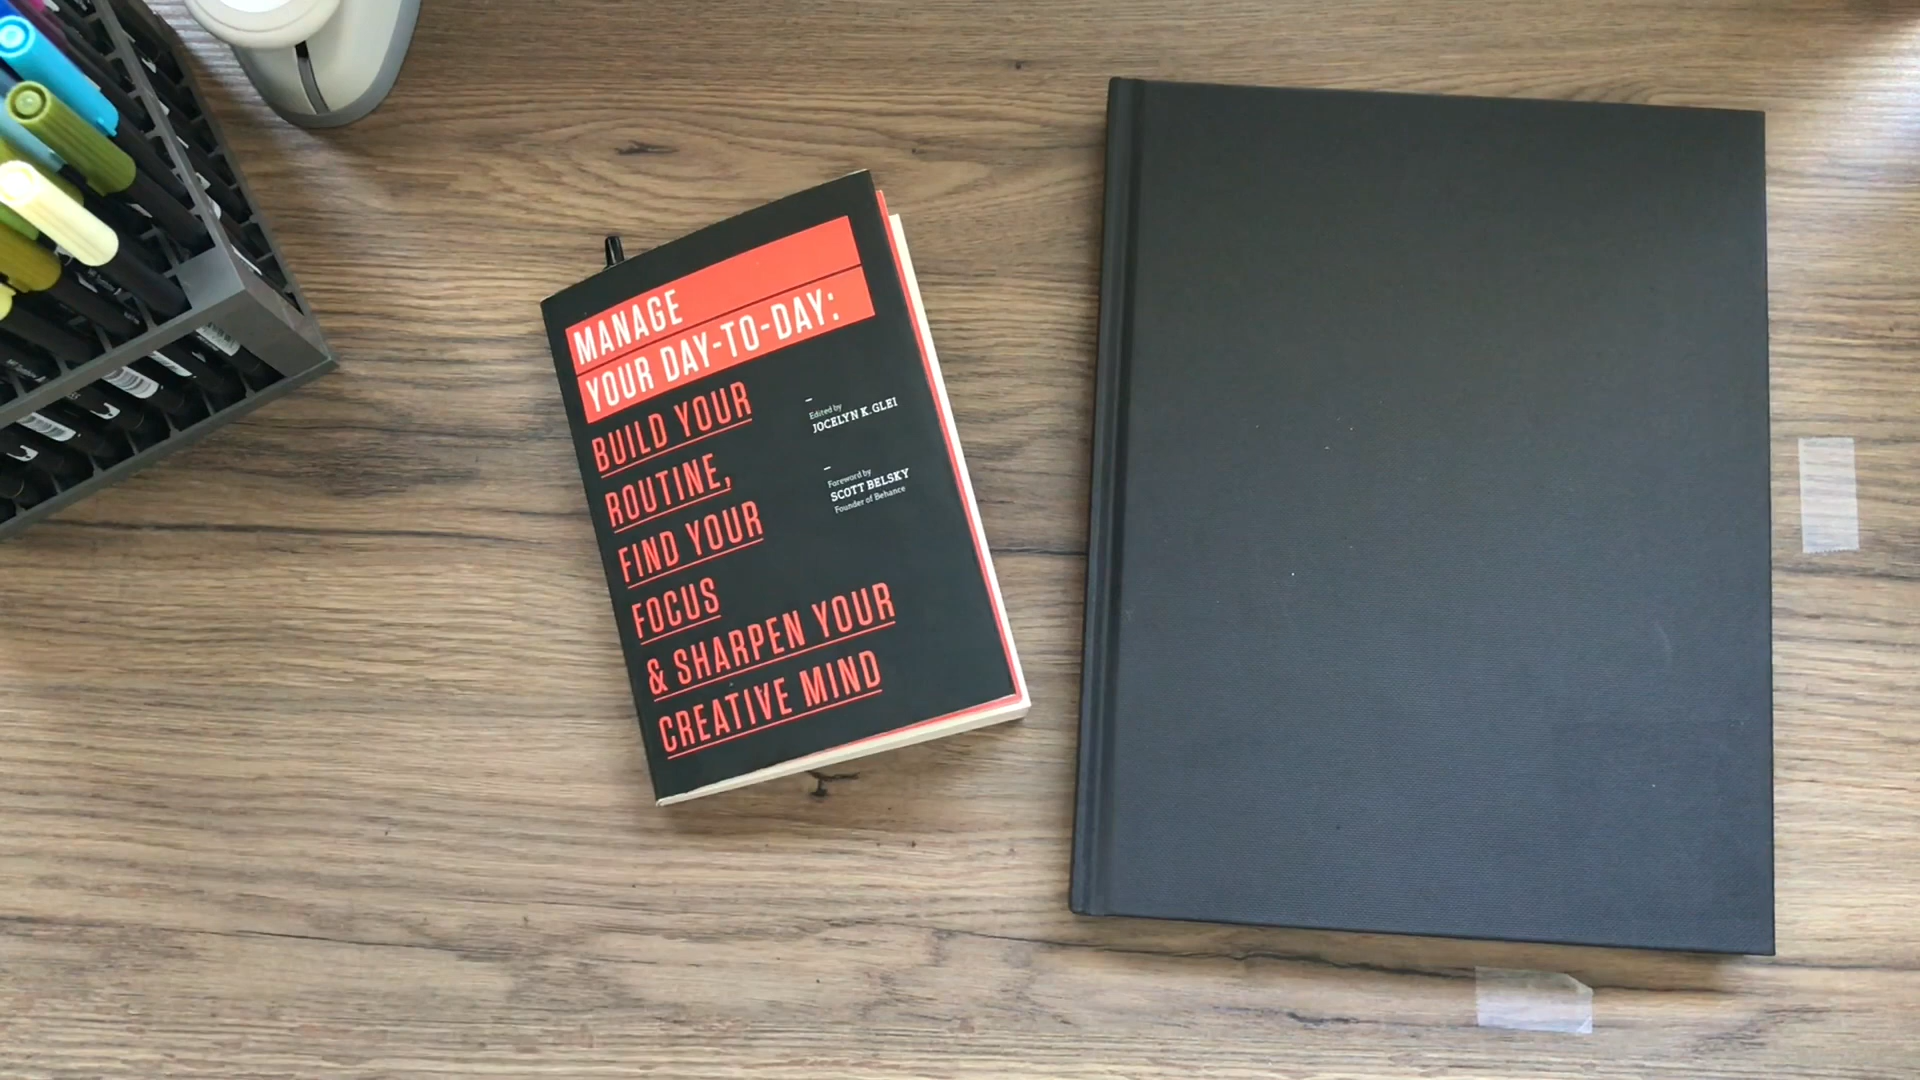 MANAGE
YOUR DAY-TO-DAY:
BUILD YOUR
ROUTINE,
FIND YOUR
FOCUS
& SHARPEN YOUR
CREATIVE MIND
Edited by
JOCELYN K. GLEI
Foreword by
SCOTT BELSKY
Founder of Behance